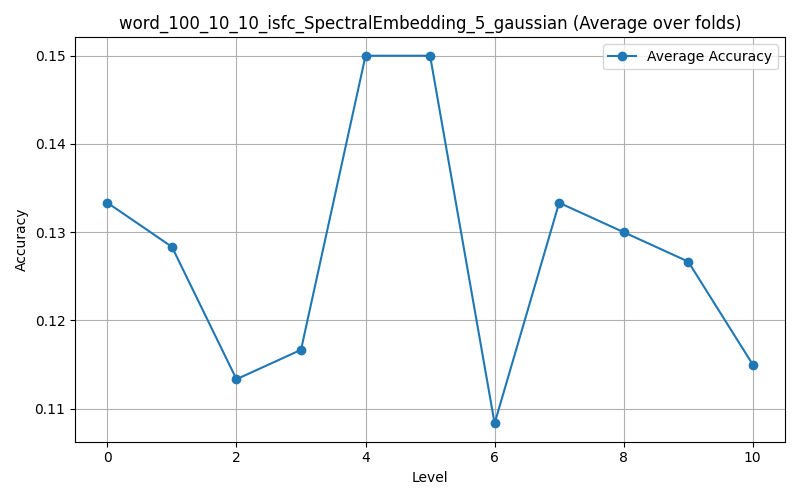 word_100_10_10_isfc_SpectralEmbedding_5_gaussian (Average over folds)
Average Accuracy
0.15
0.14
0.13
0.12
0.11
Accuracy
0 2 4 6 8 10
Level